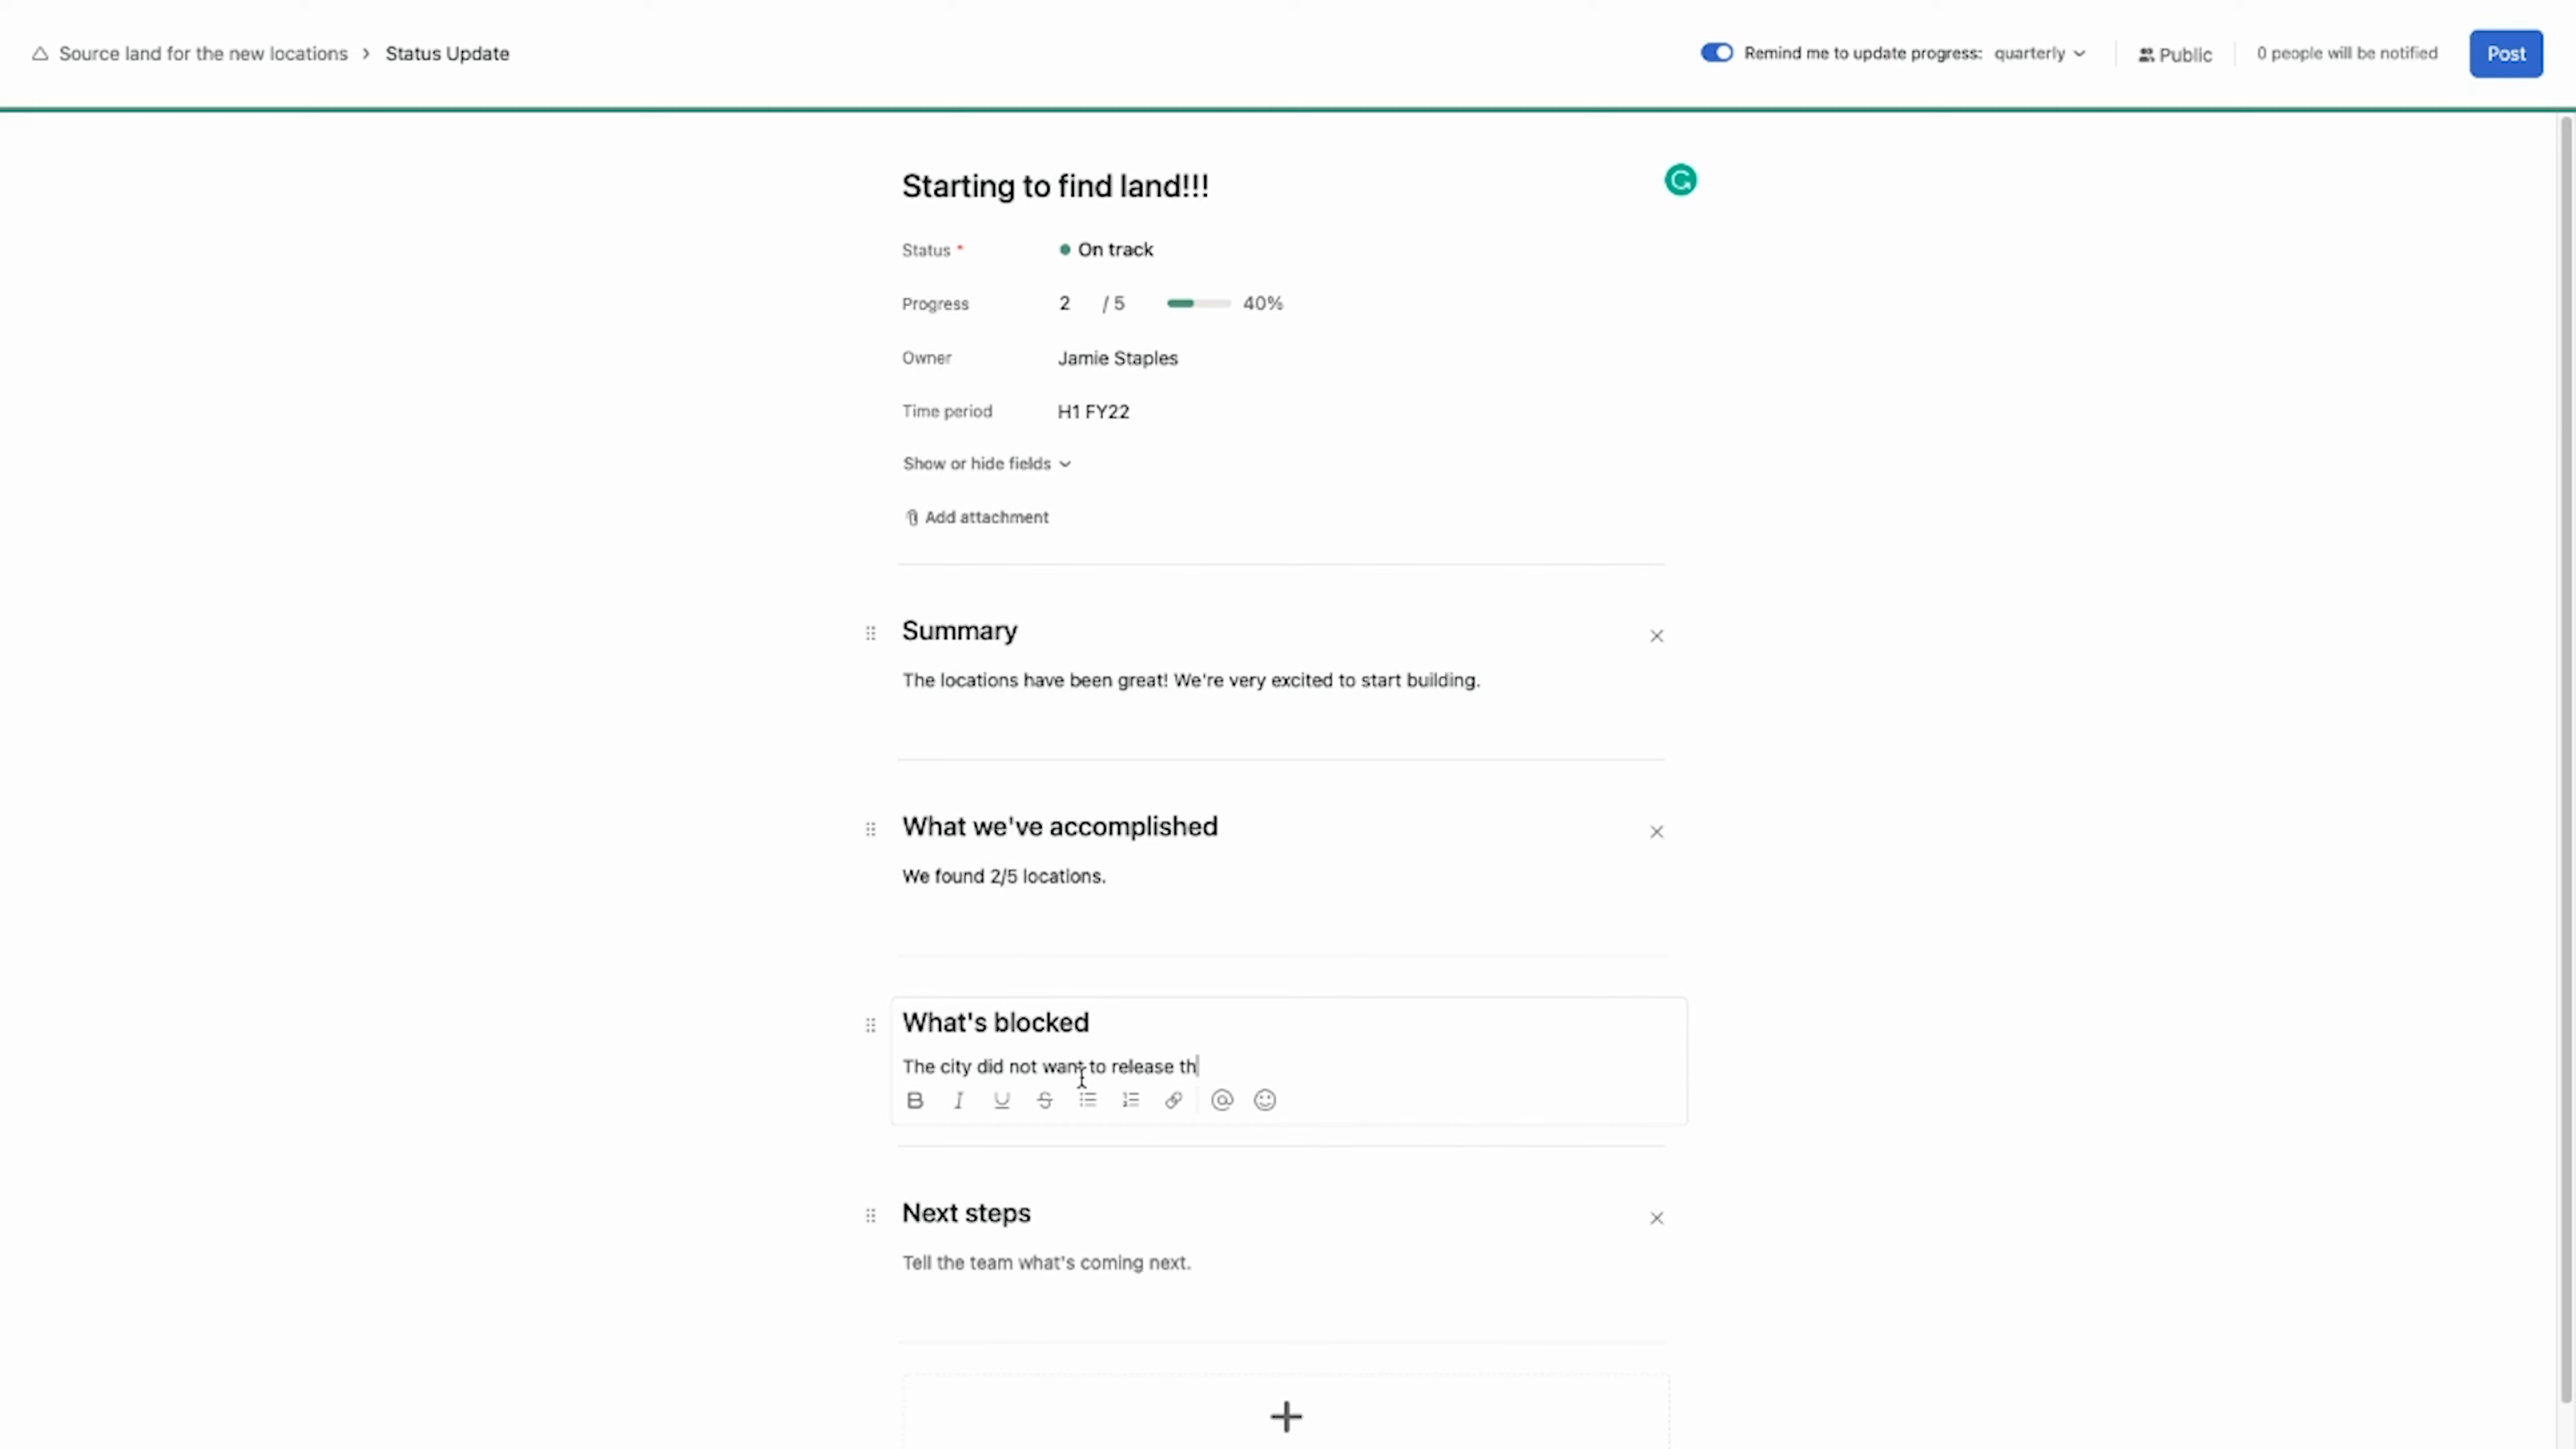 Source land for the new locations > Status Update
Remind me to update progress: quarterly
Public
0 people will be notified
Post
Starting to find land!!!
Status * On track
Progress 2 / 5 40%
Owner Jamie Staples
Time period H1 FY22
Show or hide fields
Add attachment
Summary
The locations have been great! We're very excited to start building.
What we've accomplished
We found 2/5 locations.
What's blocked
The city did not want to release th
B I U S
Next steps
Tell the team what's coming next.